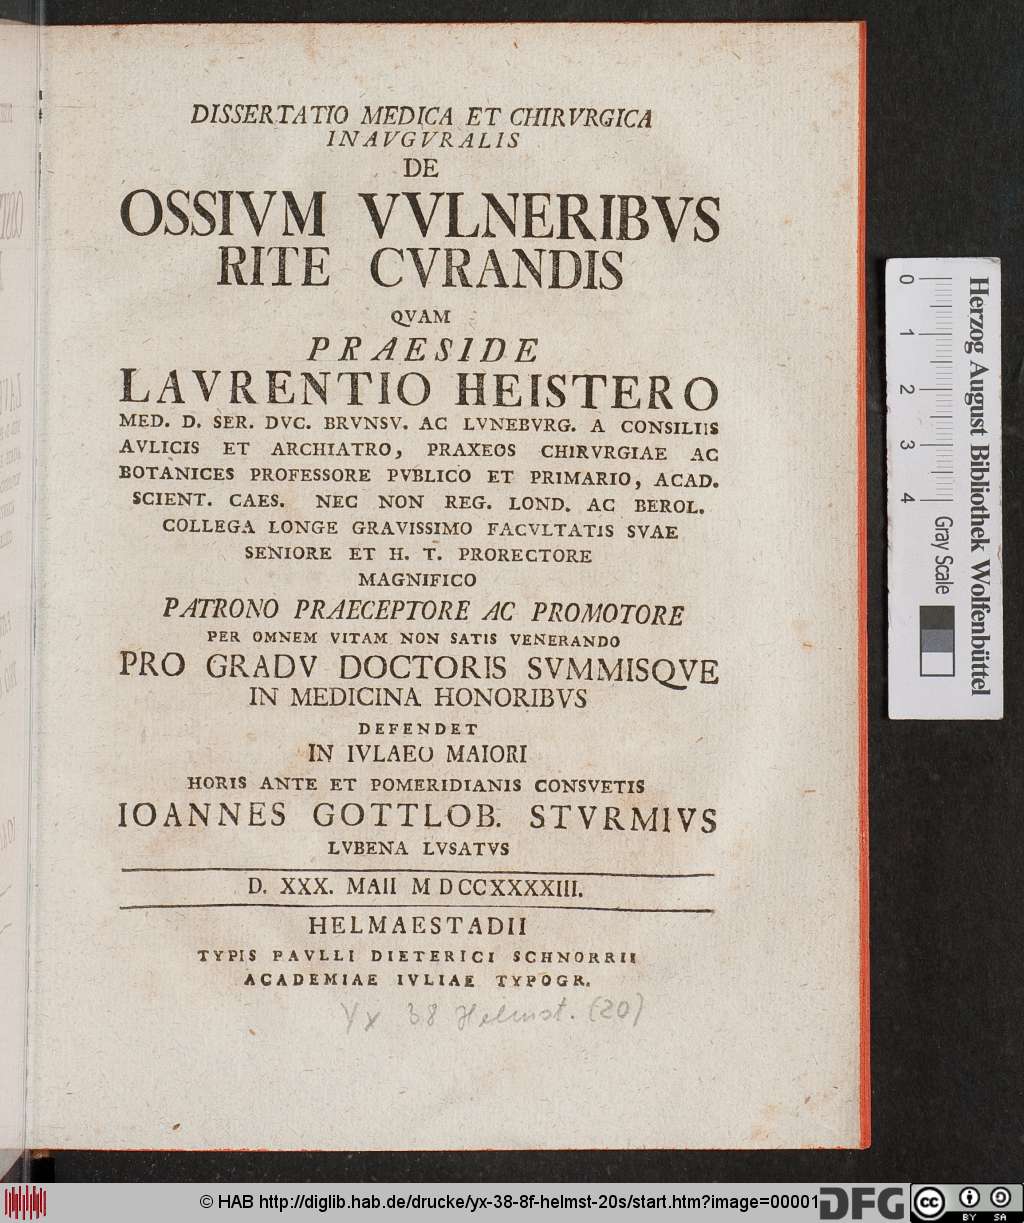 DISSERTATIO MEDICA ET CHIRVRGICA
INAVGVRALIS
DE
OSSIVM VVLNERIBVS
RITE CVRANDIS
QVAM
PRAESIDE
LAVRENTIO HEISTERO
MED. D. SER. DVC. BRVNSV. AC LVNEBVRG. A CONSILIIS
AVLICIS ET ARCHIATRO, PRAXEOS CHIRVRGIAE AC
BOTANICES PROFESSORE PVBLICO ET PRIMARIO, ACAD.
SCIENT. CAES. NEC NON REG. LOND. AC BEROL.
COLLEGA LONGE GRAVISSIMO FACVLTATIS SVAE
SENIORE ET H. T. PRORECTORE
MAGNIFICO
PATRONO PRAECEPTORE AC PROMOTORE
PER OMNEM VITAM NON SATIS VENERANDO
PRO GRADV DOCTORIS SVMMISQVE
IN MEDICINA HONORIBVS
DEFENDET
IN IVLAEO MAIORI
HORIS ANTE ET POMERIDIANIS CONSVETIS
IOANNES GOTTLOB. STVRMIVS
LVBENA LVSATVS
D. XXX. MAII MDCCXXXXIII.
HELMAESTADII
TYPIS PAVLLI DIETERICI SCHNORRII
ACADEMIAE IVLIAE TYPOGR.
Yx 38 Helmst. (20)
0 1 2 3 4 Gray Scale
Herzog August Bibliothek Wolfenbüttel
© HAB http://diglib.hab.de/drucke/yx-38-8f-helmst-20s/start.htm?image=00001
DFG
cc BY SA